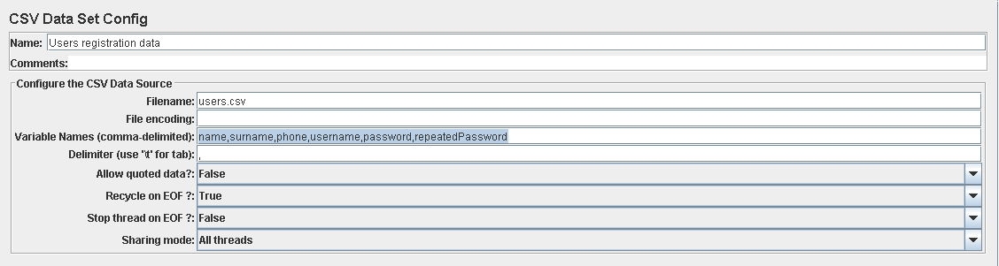 CSV Data Set Config
Name: Users registration data
Comments:
Configure the CSV Data Source
Filename: users.csv
File encoding:
Variable Names (comma-delimited): name,surname,phone,username,password,repeatedPassword
Delimiter (use '\t' for tab): ,
Allow quoted data?: False
Recycle on EOF ?: True
Stop thread on EOF ?: False
Sharing mode: All threads